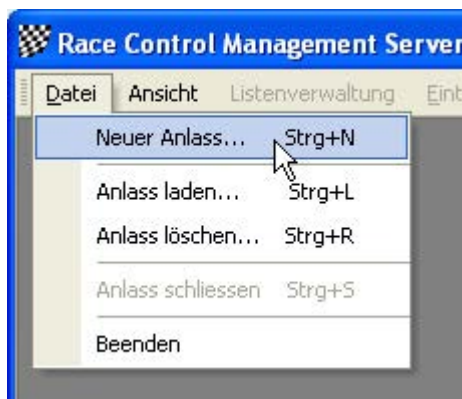 Race Control Management Server
Datei Ansicht Listenverwaltung
Neuer Anlass... Strg+N
Anlass laden... Strg+L
Anlass löschen... Strg+R
Anlass schliessen Strg+S
Beenden